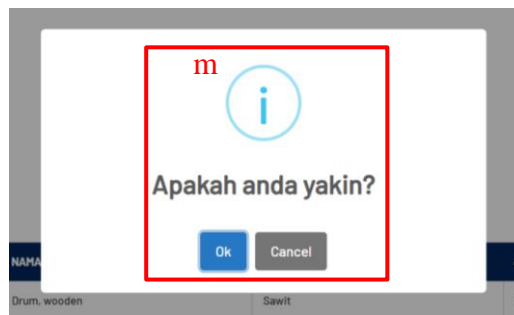 m
i
Apakah anda yakin?
Ok Cancel
NAMA
Drum, wooden Sawit